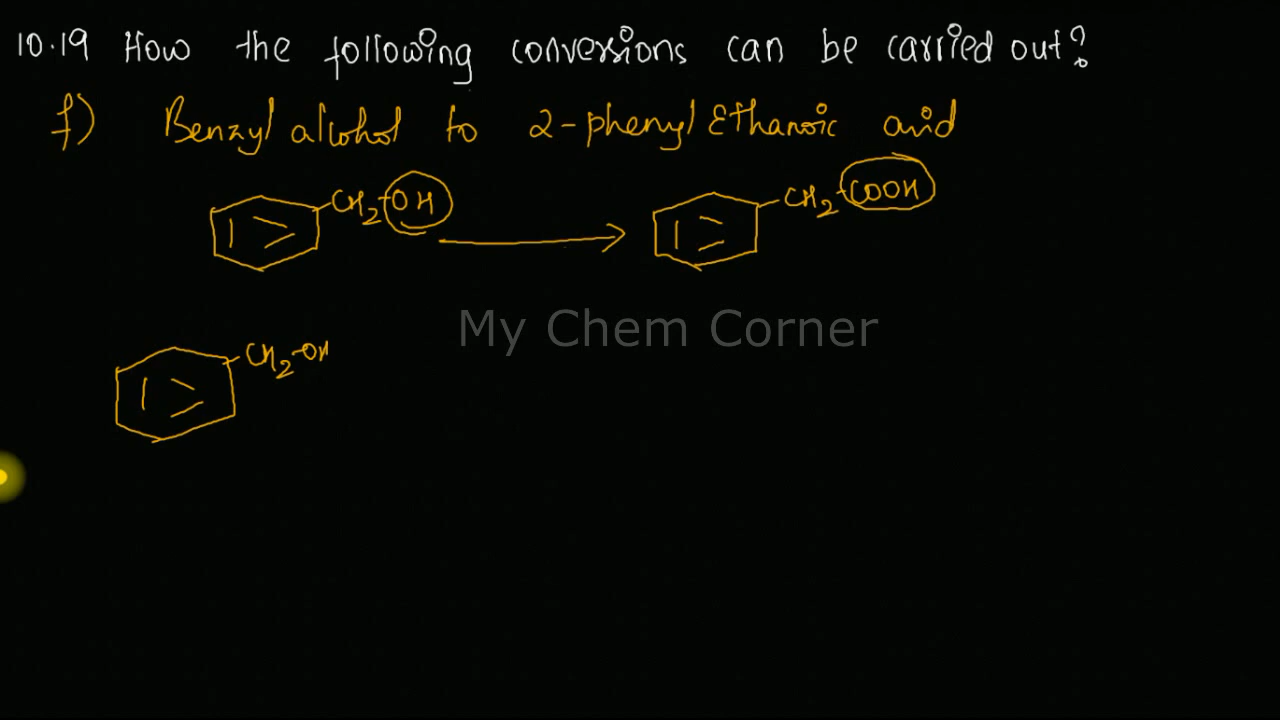 10.19 How the following conversions can be carried out?
f) Benzyl alcohol to 2-phenyl Ethanoic acid
CH2-OH CH2-COOH
My Chem Corner
CH2-OH